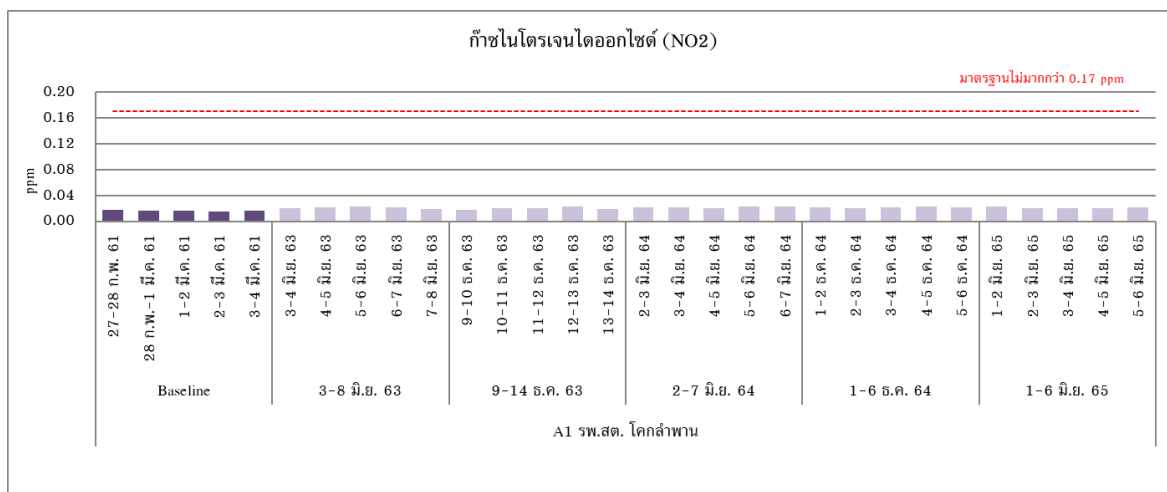 ก๊าซไนโตรเจนไดออกไซด์ (NO2)
มาตรฐานไม่มากกว่า 0.17 ppm
ppm
0.20
0.16
0.12
0.08
0.04
0.00
27-28 ก.พ. 61
28 ก.พ.-1 มี.ค. 61
1-2 มี.ค. 61
2-3 มี.ค. 61
3-4 มี.ค. 61
3-4 มิ.ย. 63
4-5 มิ.ย. 63
5-6 มิ.ย. 63
6-7 มิ.ย. 63
7-8 มิ.ย. 63
9-10 ธ.ค. 63
10-11 ธ.ค. 63
11-12 ธ.ค. 63
12-13 ธ.ค. 63
13-14 ธ.ค. 63
2-3 มิ.ย. 64
3-4 มิ.ย. 64
4-5 มิ.ย. 64
5-6 มิ.ย. 64
6-7 มิ.ย. 64
1-2 ธ.ค. 64
2-3 ธ.ค. 64
3-4 ธ.ค. 64
4-5 ธ.ค. 64
5-6 ธ.ค. 64
1-2 มิ.ย. 65
2-3 มิ.ย. 65
3-4 มิ.ย. 65
4-5 มิ.ย. 65
5-6 มิ.ย. 65
Baseline
3-8 มิ.ย. 63
9-14 ธ.ค. 63
2-7 มิ.ย. 64
1-6 ธ.ค. 64
1-6 มิ.ย. 65
A1 รพ.สต. โคกลำพาน